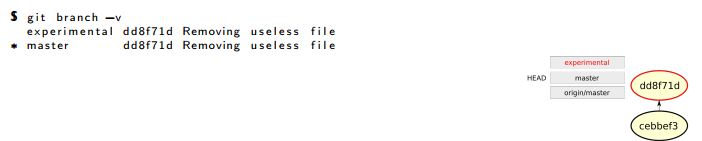 $ git branch –v
experimental dd8f71d Removing useless file
* master dd8f71d Removing useless file
experimental
HEAD master
origin/master
dd8f71d
cebbef3